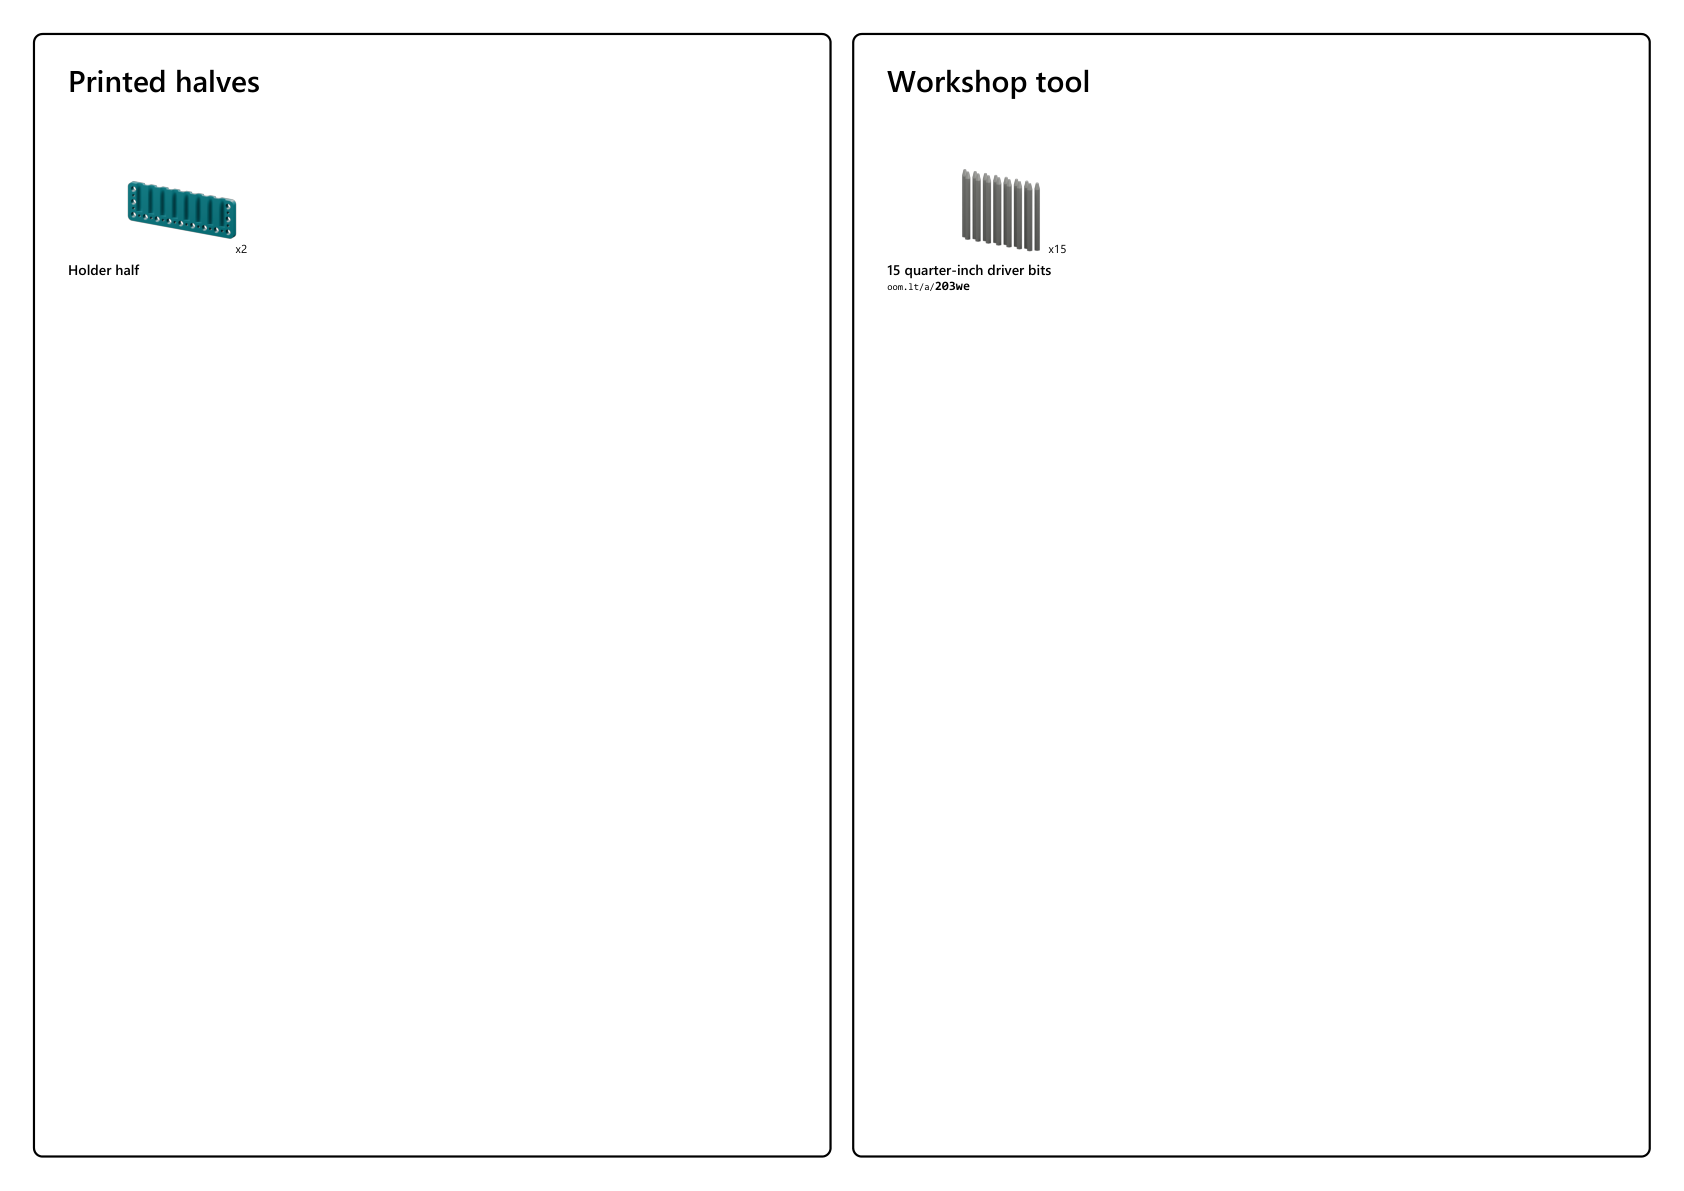 Printed halves
x2
Holder half
Workshop tool
x15
15 quarter-inch driver bits
oom.lt/a/203we